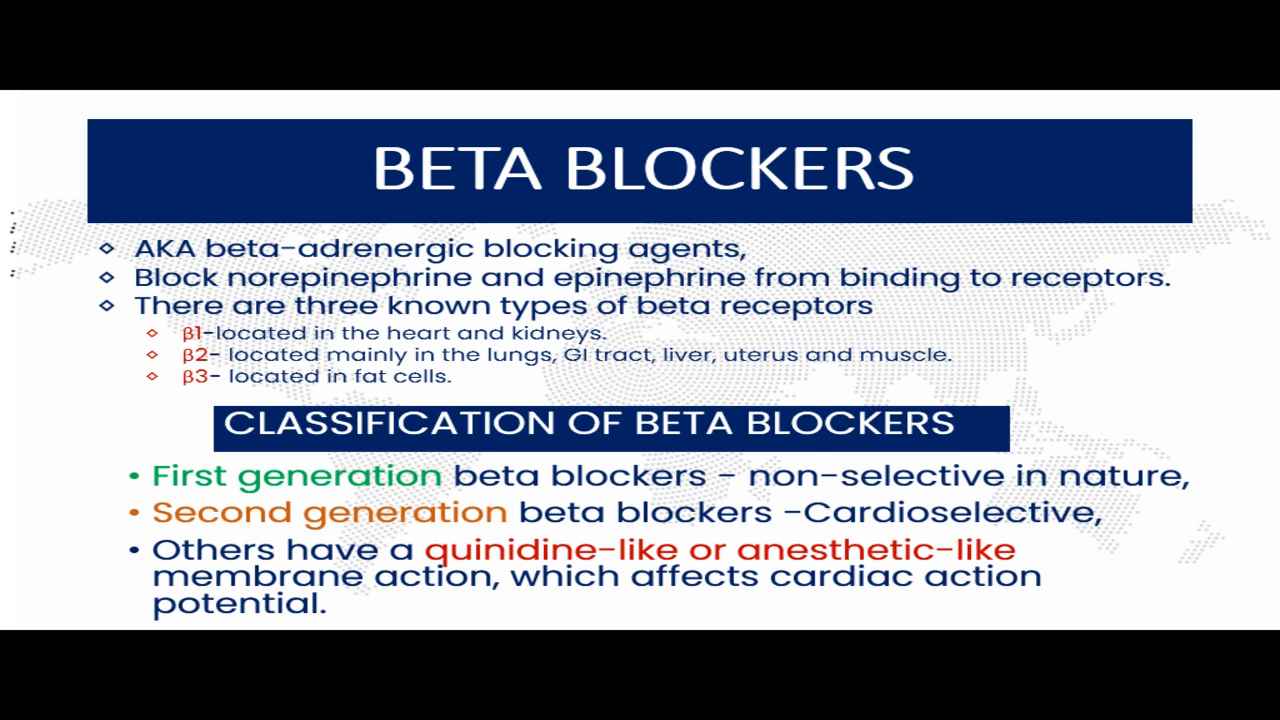 BETA BLOCKERS
⋄ AKA beta-adrenergic blocking agents,
⋄ Block norepinephrine and epinephrine from binding to receptors.
⋄ There are three known types of beta receptors
⋄ β1-located in the heart and kidneys.
⋄ β2- located mainly in the lungs, GI tract, liver, uterus and muscle.
⋄ β3- located in fat cells.
CLASSIFICATION OF BETA BLOCKERS
• First generation beta blockers - non-selective in nature,
• Second generation beta blockers -Cardioselective,
• Others have a quinidine-like or anesthetic-like
membrane action, which affects cardiac action
potential.